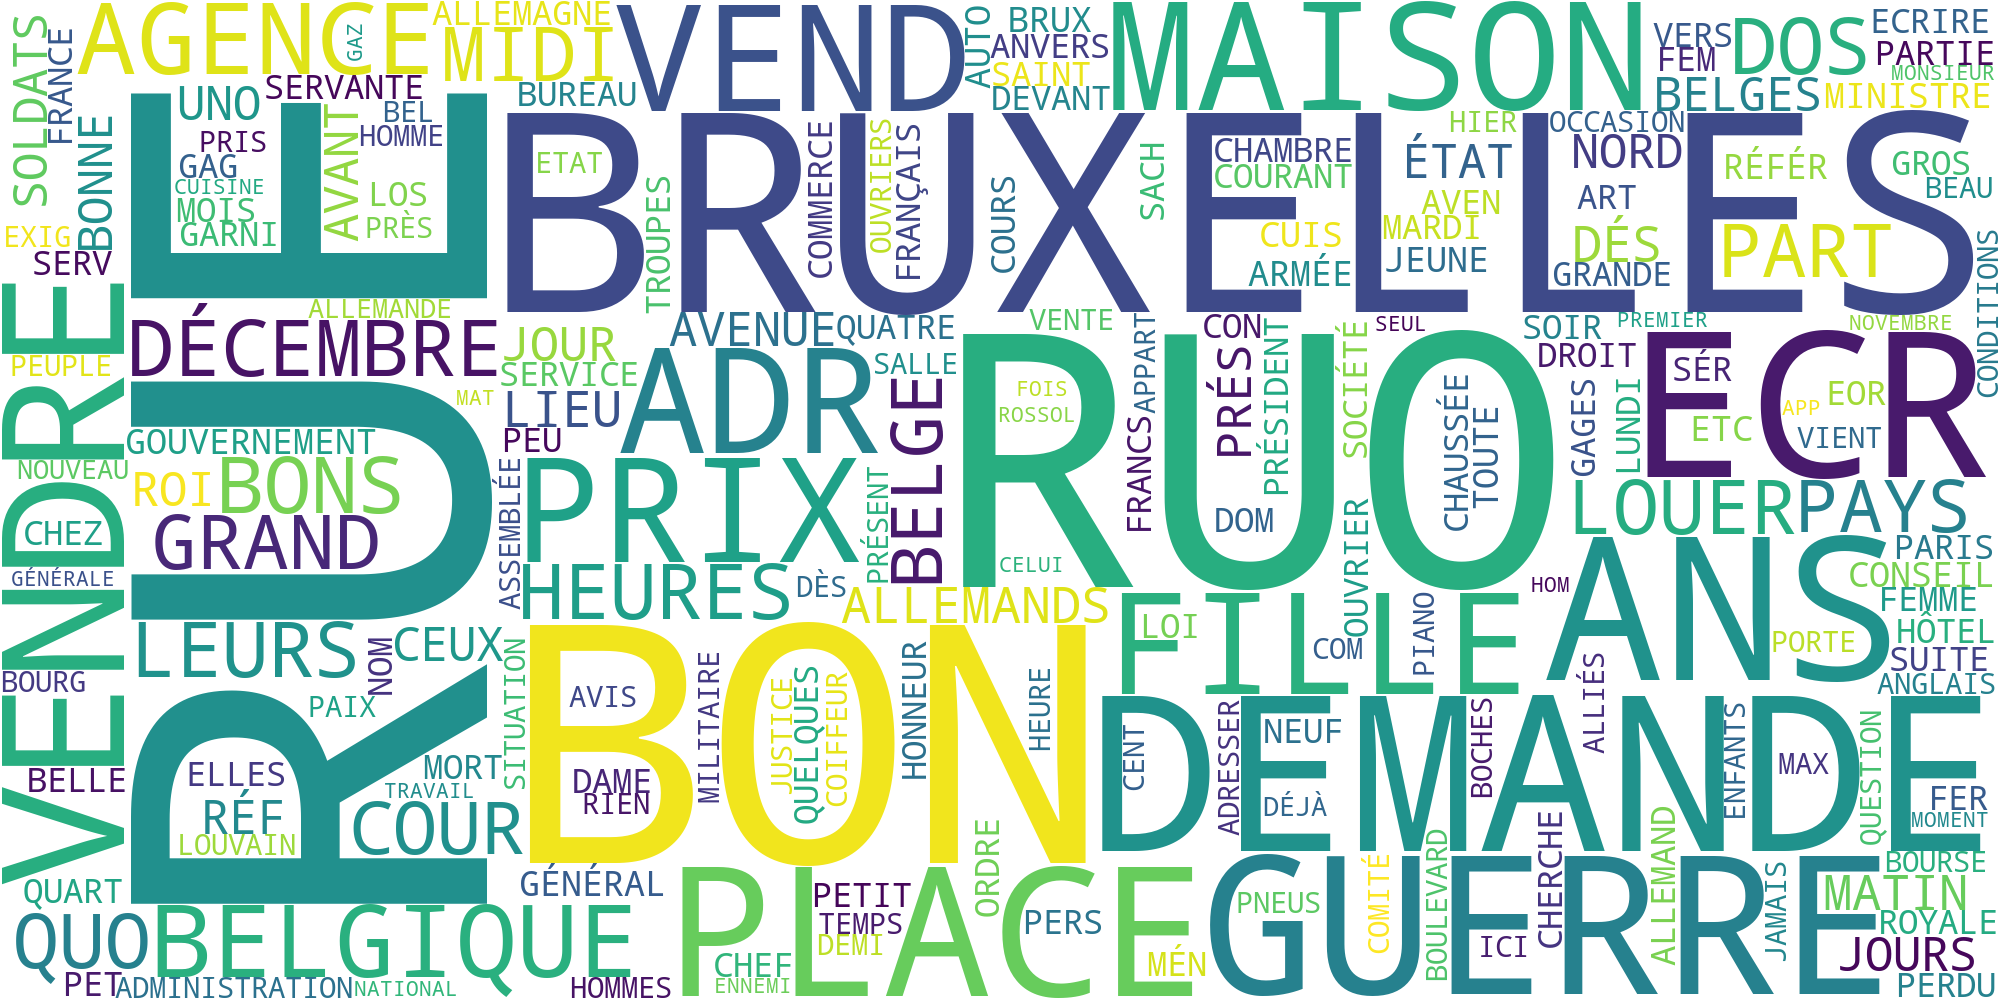 SOLDATS
FRANCE
AGENCE
GAZ
ALLEMAGNE
MIDI
VEND
AUTO
BRUX
ANVERS
SAINT
DEVANT
MAISON
VERS
FEM
DOS
ECRIRE
PARTIE
MONSIEUR
BELGES
MINISTRE
SERVANTE
BUREAU
UNO
BEL
HOMME
PRIS
GAG
CUISINE
MOIS
GARNI
AVANT
LOS
PRÈS
BONNE
EXIG
SERV
RUE
BRUXELLES
ETAT
TROUPES
COMMERCE
OUVRIERS
FRANÇAIS
COURS
SACH
CHAMBRE
COURANT
ÉTAT
HIER
OCCASION
NORD
RÉFÉR
GROS
BEAU
ART
AVEN
MARDI
CUIS
DÉS
PART
ARMÉE
JEUNE
GRANDE
CONDITIONS
VENDRE
ALLEMANDE
DÉCEMBRE
JOUR
SERVICE
AVENUE
QUATRE
VENTE
CON
SEUL
SOIR
PREMIER
NOVEMBRE
PEUPLE
MAT
LIEU
ADR
SALLE
RUO
FOIS
ROSSOL
APPART
PRÉS
PRÉSIDENT
SOCIÉTÉ
DROIT
SÉR
ECR
EOR
APP
VIENT
ETC
GAGES
LUNDI
CHAUSSÉE
TOUTE
GOUVERNEMENT
PEU
NOUVEAU
ROI
BONS
PRIX
BELGE
FRANCS
DOM
LOUER
PAYS
CHEZ
GRAND
ASSEMBLÉE
PRÉSENT
CELUI
OUVRIER
PARIS
CONSEIL
GÉNÉRALE
HEURES
DÈS
HOM
ANS
FEMME
ALLEMANDS
FILLE
LOI
PIANO
COM
HÔTEL
PORTE
SUITE
ANGLAIS
LEURS
NOM
CEUX
BOURG
PAIX
SITUATION
BON
AVIS
MILITAIRE
JUSTICE
QUELQUES
COIFFEUR
HONNEUR
HEURE
CENT
DEMANDE
ADRESSER
NEUF
DÉJÀ
BOCHES
ALLIÉS
ENFANTS
MAX
QUESTION
FER
MOMENT
BELLE
ELLES
MORT
TRAVAIL
DAME
RIEN
RÉF
LOUVAIN
COUR
GÉNÉRAL
QUART
PETIT
TEMPS
DEMI
ORDRE
PERS
PLACE
GUERRE
PNEUS
COMITÉ
BOULEVARD
CHERCHE
ICI
ALLEMAND
JAMAIS
BOURSE
MATIN
ROYALE
JOURS
PERDU
QUO
BELGIQUE
PET
ADMINISTRATION
NATIONAL
HOMMES
CHEF
ENNEMI
MÉN